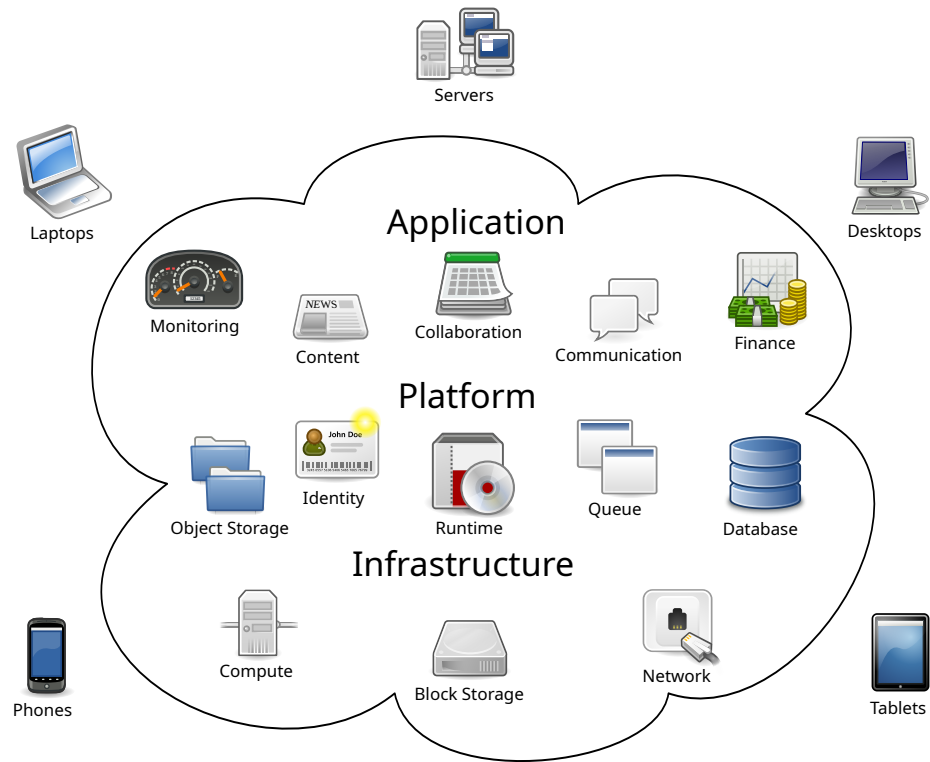 Servers
Laptops
Desktops
Application
Monitoring
NEWS
Content
Collaboration
Communication
Finance
Platform
John Doe
Object Storage
Identity
Runtime
Queue
Database
Infrastructure
Compute
Block Storage
Network
Phones
Tablets